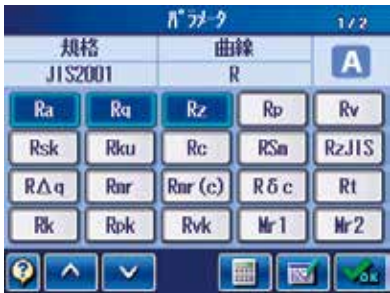 パラメータ 1/2
規格 曲線
JIS2001 R A
Ra Rq Rz Rp Rv
Rsk Rku Rc RSm RzJIS
RΔq Rmr Rmr(c) Rδc Rt
Rk Rpk Rvk Mr1 Mr2
? OK